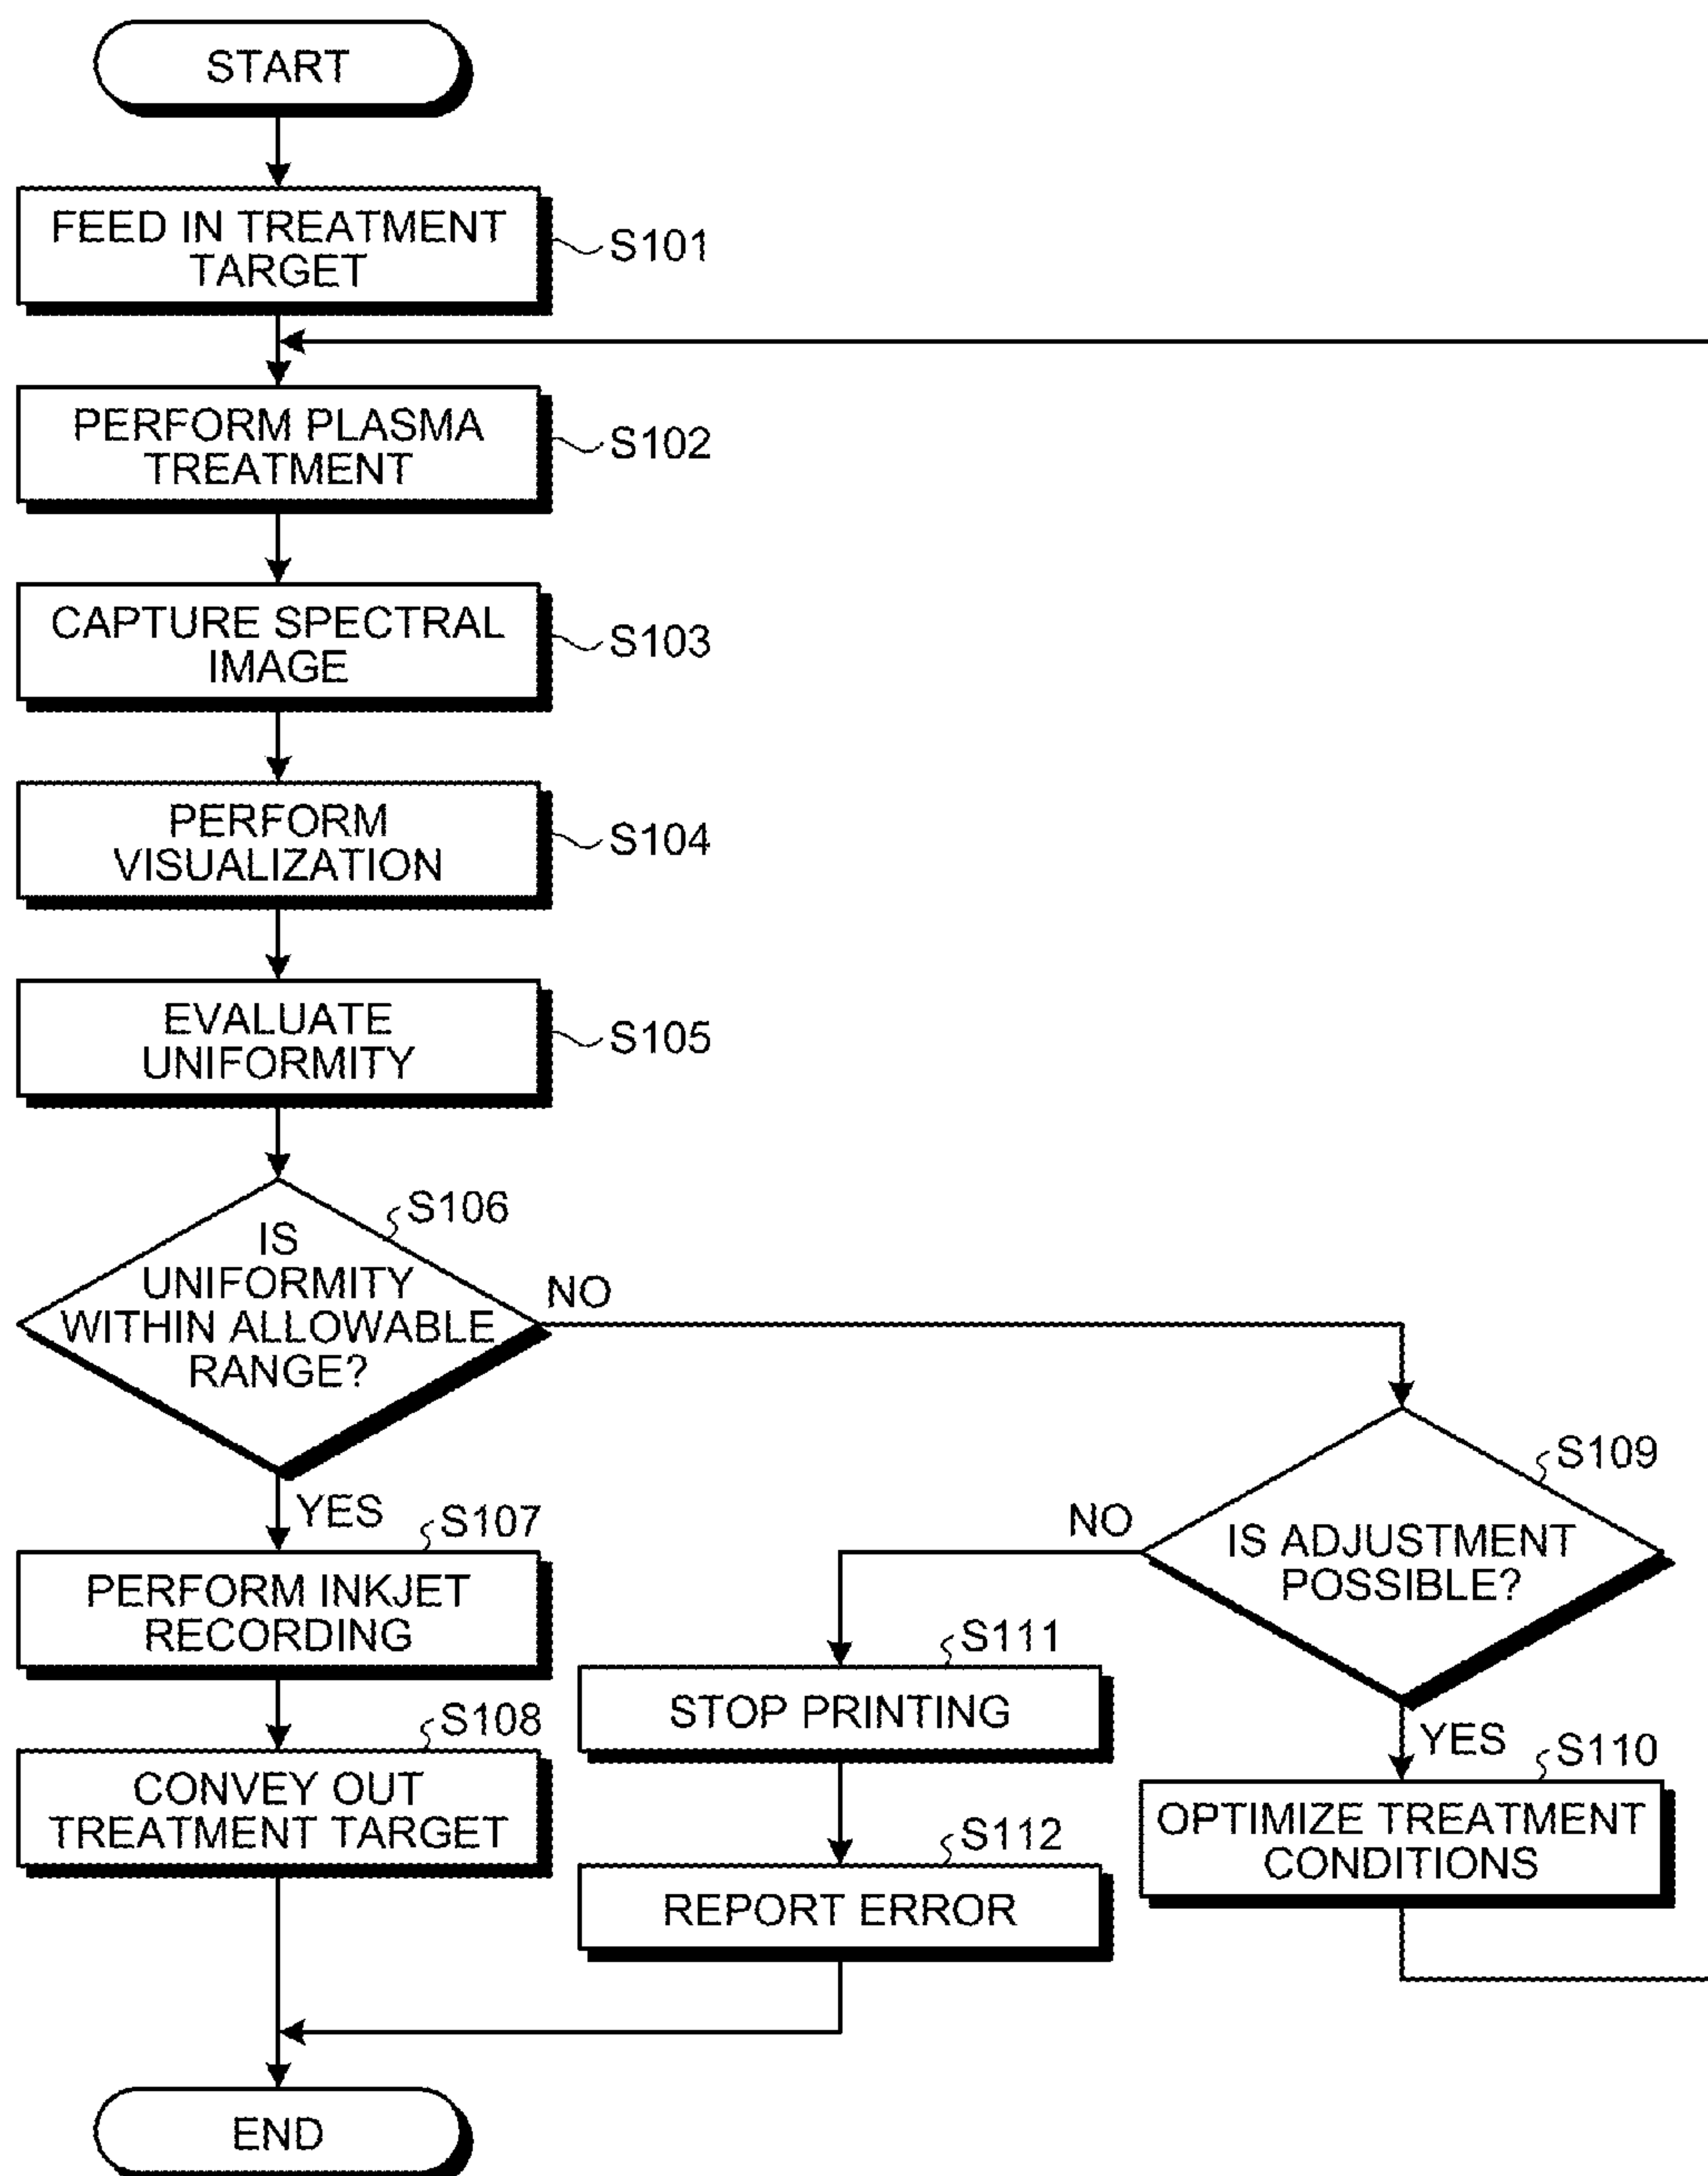 START
FEED IN TREATMENT
TARGET
S101
PERFORM PLASMA
TREATMENT
S102
CAPTURE SPECTRAL
IMAGE
S103
PERFORM
VISUALIZATION
S104
EVALUATE
UNIFORMITY
S105
S106
IS
UNIFORMITY
WITHIN ALLOWABLE
RANGE?
NO
YES
S107
PERFORM INKJET
RECORDING
S108
CONVEY OUT
TREATMENT TARGET
S109
IS ADJUSTMENT
POSSIBLE?
NO
S111
STOP PRINTING
S112
REPORT ERROR
YES
S110
OPTIMIZE TREATMENT
CONDITIONS
END